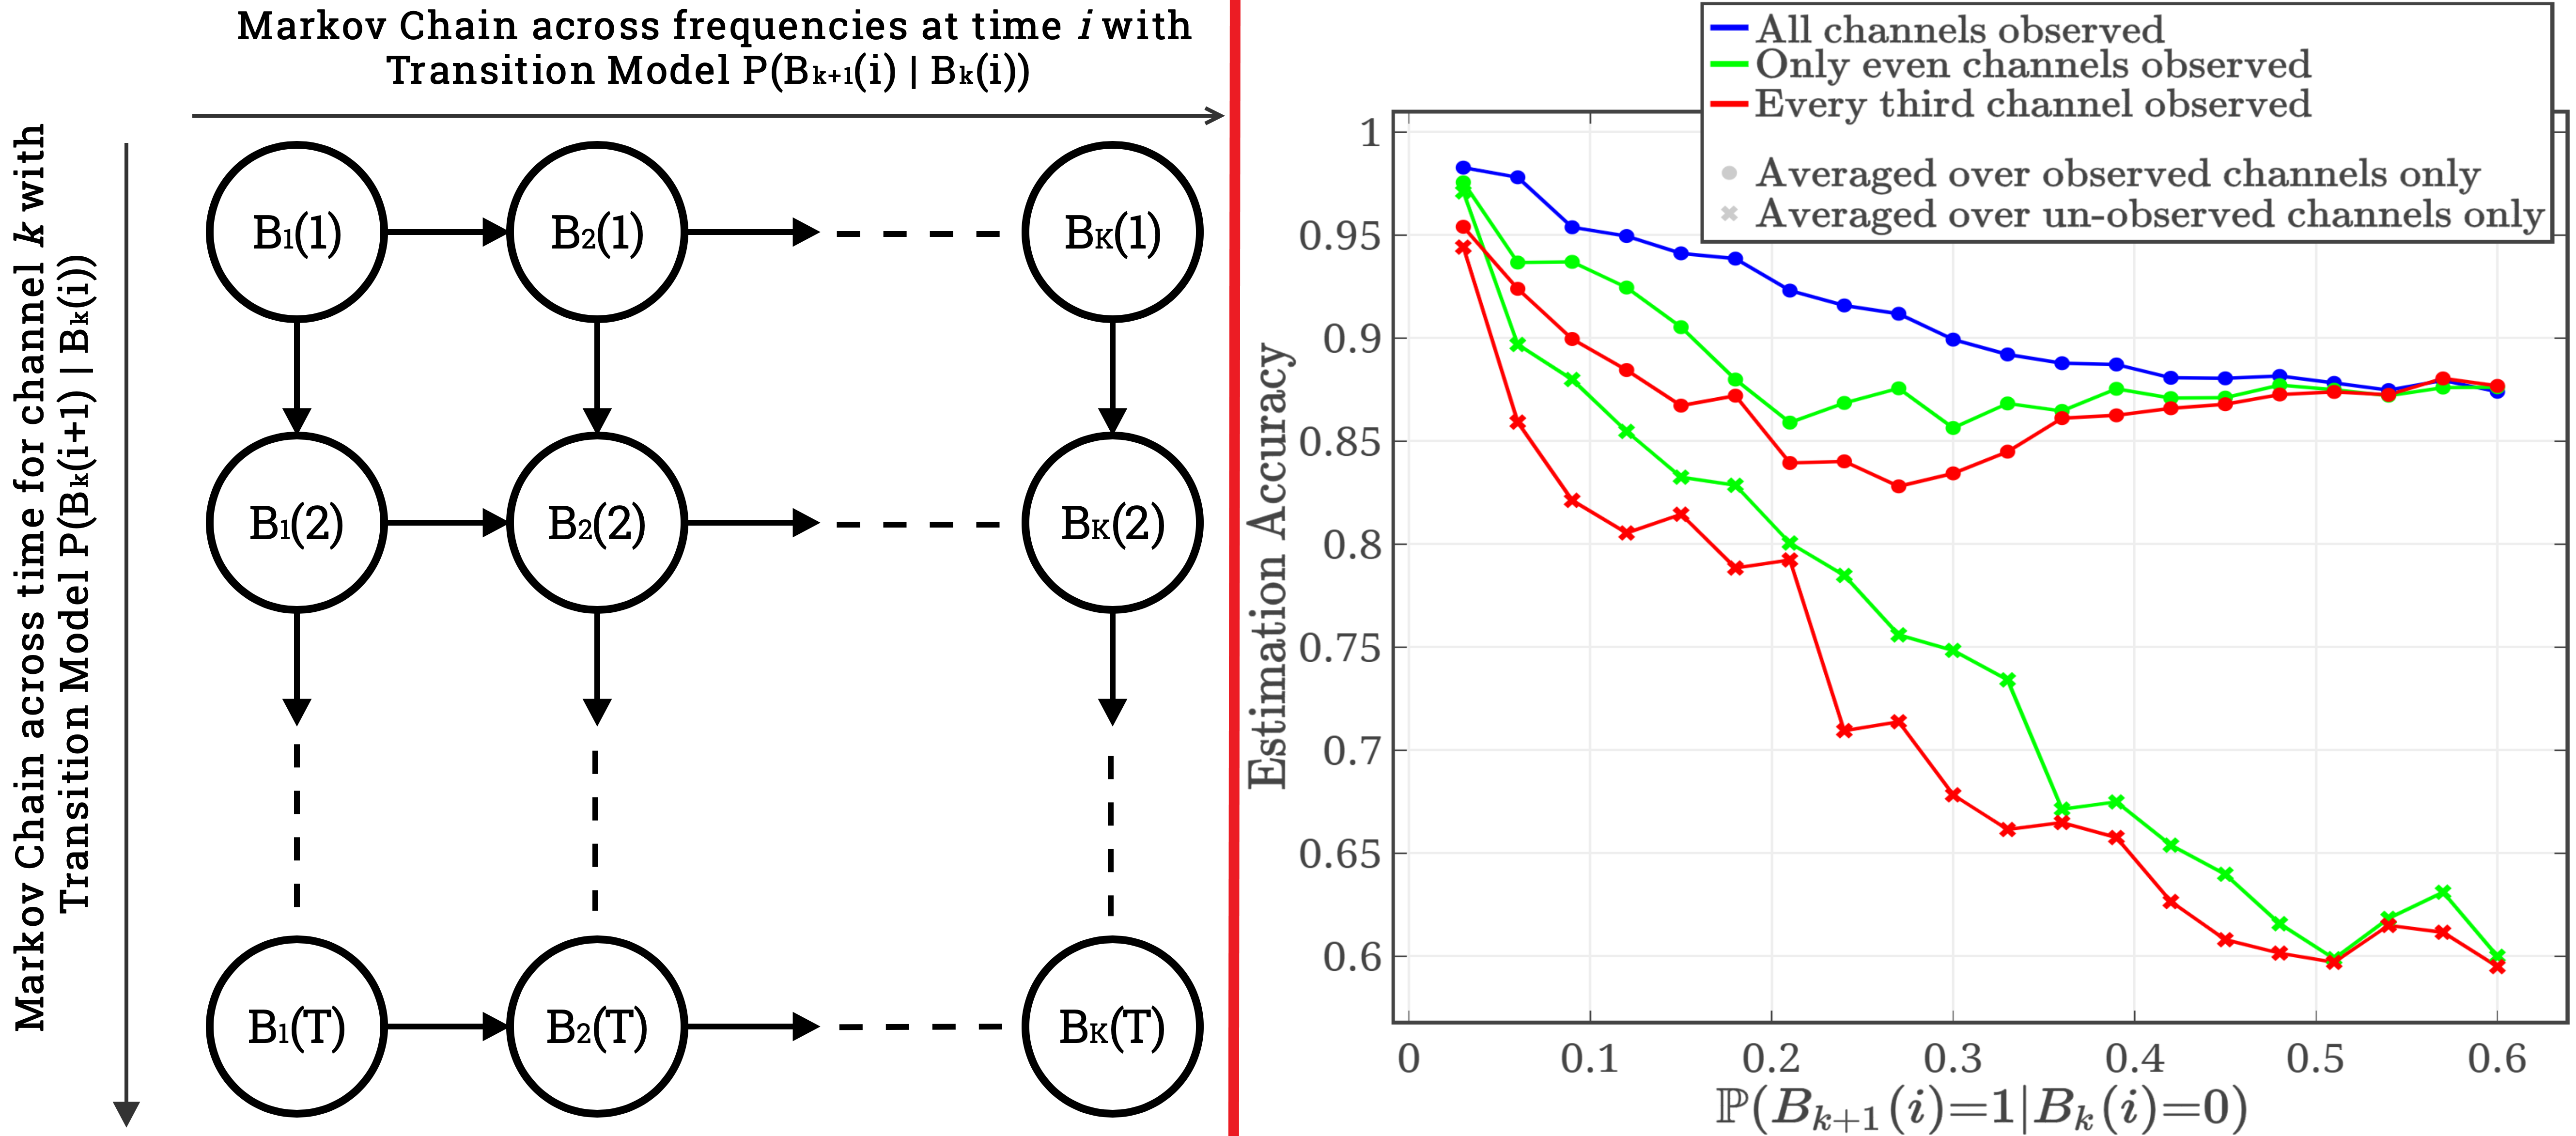 Markov Chain across frequencies at time i with
Transition Model P(Bₖ₊₁(i) | Bₖ(i))
Markov Chain across time for channel k with
Transition Model P(Bₖ(i+1) | Bₖ(i))
B₁(1) B₂(1) B_K(1)
B₁(2) B₂(2) B_K(2)
B₁(T) B₂(T) B_K(T)
All channels observed
Only even channels observed
Every third channel observed
Averaged over observed channels only
Averaged over un-observed channels only
Estimation Accuracy
1
0.95
0.9
0.85
0.8
0.75
0.7
0.65
0.6
0 0.1 0.2 0.3 0.4 0.5 0.6
ℙ(Bₖ₊₁(i)=1|Bₖ(i)=0)